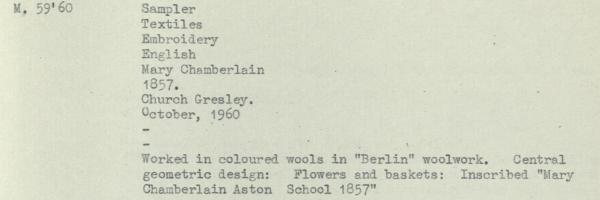 M. 59'60 Sampler
Textiles
Embroidery
English
Mary Chamberlain
1857.
Church Gresley.
October, 1960
-
-
Worked in coloured wools in "Berlin" woolwork. Central
geometric design: Flowers and baskets: Inscribed "Mary
Chamberlain Aston School 1857"